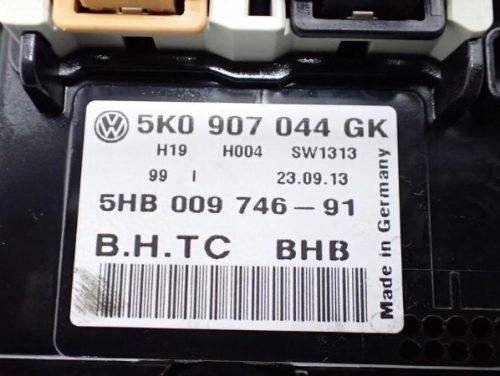 5K0 907 044 GK
H19 H004 SW1313
99 I 23.09.13
5HB 009 746-91
B.H.TC BHB
Made in Germany